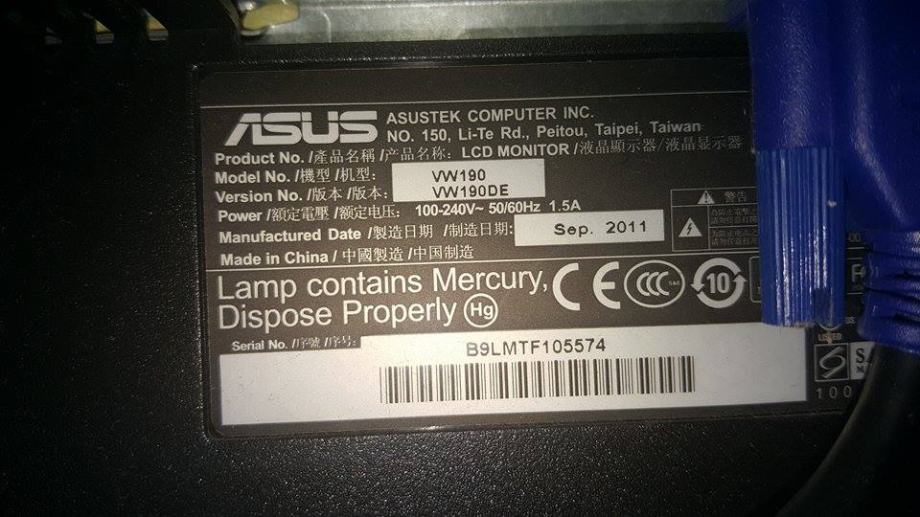 ASUS
ASUSTEK COMPUTER INC.
NO. 150, Li-Te Rd., Peitou, Taipei, Taiwan
Product No. /產品名稱 /产品名称: LCD MONITOR /液晶顯示器/液晶显示器
Model No. /機型 /机型: VW190
Version No. /版本 /版本: VW190DE
Power /額定電壓 /额定电压: 100-240V~ 50/60Hz 1.5A
Manufactured Date /製造日期 /制造日期: Sep. 2011
Made in China / 中國製造 /中国制造
警告
Lamp contains Mercury,
Dispose Properly Hg
CE CCC 10
Serial No. /序號 /序号:
B9LMTF105574
LISTED
100